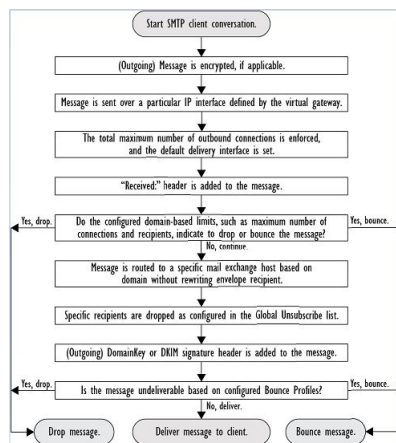 Start SMTP client conversation.
(Outgoing) Message is encrypted, if applicable.
Message is sent over a particular IP interface defined by the virtual gateway.
The total maximum number of outbound connections is enforced,
and the default delivery interface is set.
“Received:” header is added to the message.
Yes, drop.
Do the configured domain-based limits, such as maximum number of
connections and recipients, indicate to drop or bounce the message?
Yes, bounce.
No, continue.
Message is routed to a specific mail exchange host based on
domain without rewriting envelope recipient.
Specific recipients are dropped as configured in the Global Unsubscribe list.
(Outgoing) DomainKey or DKIM signature header is added to the message.
Yes, drop.
Is the message undeliverable based on configured Bounce Profiles?
Yes, bounce.
No, deliver.
Drop message.
Deliver message to client.
Bounce message.